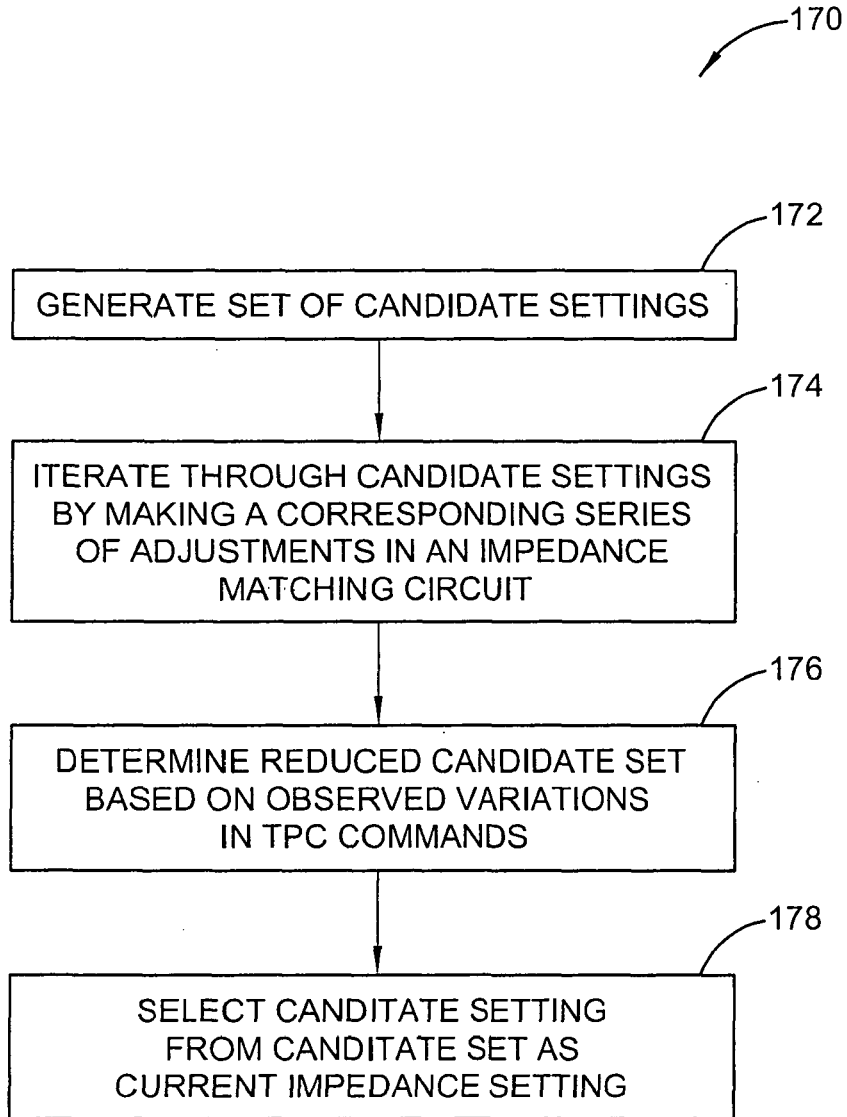 170
172
GENERATE SET OF CANDIDATE SETTINGS
174
ITERATE THROUGH CANDIDATE SETTINGS
BY MAKING A CORRESPONDING SERIES
OF ADJUSTMENTS IN AN IMPEDANCE
MATCHING CIRCUIT
176
DETERMINE REDUCED CANDIDATE SET
BASED ON OBSERVED VARIATIONS
IN TPC COMMANDS
178
SELECT CANDITATE SETTING
FROM CANDITATE SET AS
CURRENT IMPEDANCE SETTING